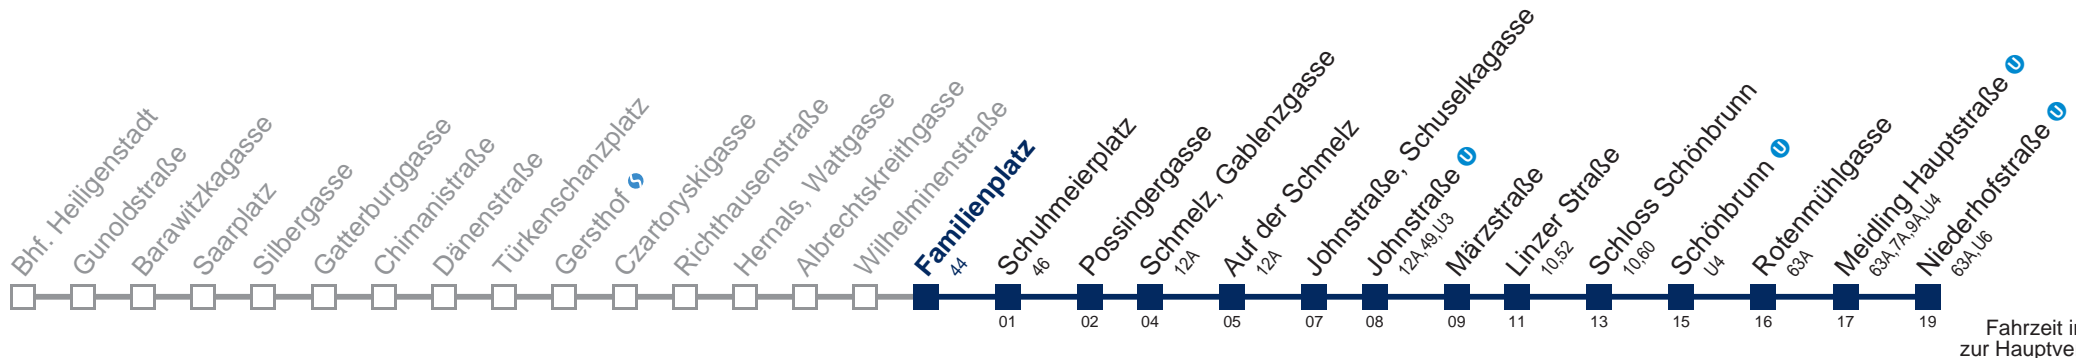 Bhf. Heiligenstadt
Gunoldstraße
Barawitzkagasse
Saarplatz
Silbergasse
Gatterburggasse
Chimanistraße
Dänenstraße
Türkenschanzplatz
Gersthof
Czartoryskigasse
Richthausenstraße
Hernals, Wattgasse
Albrechtskreithgasse
Wilhelminenstraße
Familienplatz
44
Schuhmeierplatz
46
Possingergasse
Schmelz, Gablenzgasse
12A
Auf der Schmelz
12A
Johnstraße, Schuselkagasse
Johnstraße U
12A,49,U3
Märzstraße
Linzer Straße
10,52
Schloss Schönbrunn
10,60
Schönbrunn U
U4
Rotenmühlgasse
63A
Meidling Hauptstraße U
63A,7A,9A,U4
Niederhofstraße U
63A,U6
01 02 04 05 07 08 09 11 13 15 16 17 19
Fahrzeit
zur